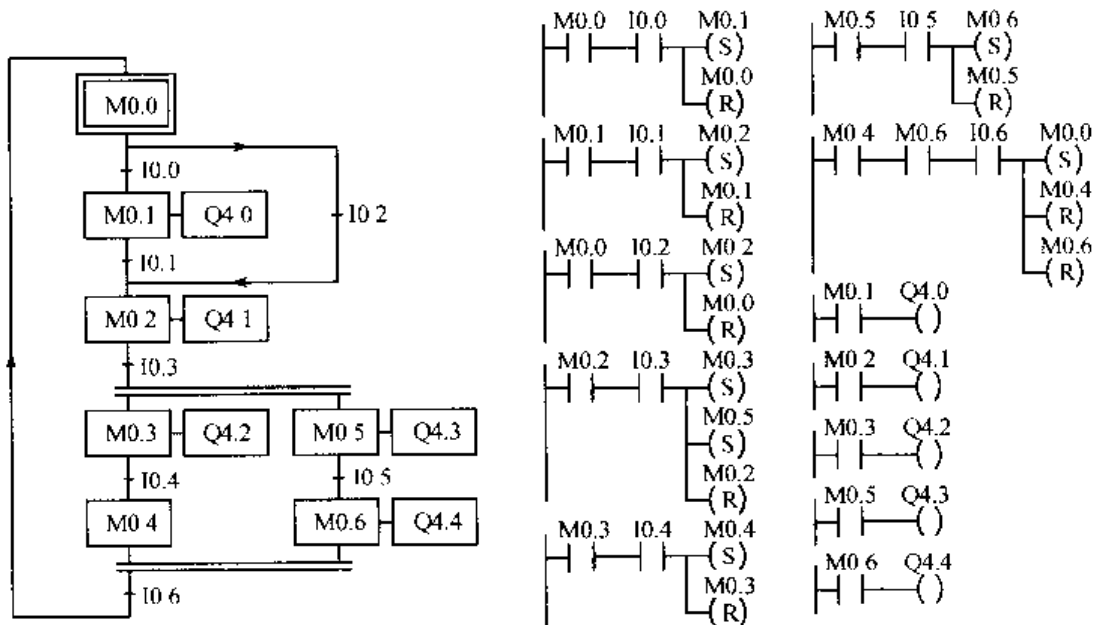 M0.0
I0.0
M0.1 Q4 0
I0 2
I0.1
M0 2 Q4 1
I0.3
M0.3 Q4.2 M0 5 Q4.3
I0.4 I0 5
M0 4 M0.6 Q4.4
I0 6
M0.0 I0.0 M0.1
(S)
M0.0
(R)
M0.1 I0.1 M0.2
(S)
M0.1
(R)
M0.0 I0.2 M0 2
(S)
M0.0
(R)
M0.2 I0.3 M0.3
(S)
M0.5
(S)
M0.2
(R)
M0.3 I0.4 M0.4
(S)
M0.3
(R)
M0.5 I0 5 M0 6
(S)
M0.5
(R)
M0 4 M0.6 I0.6 M0.0
(S)
M0.4
(R)
M0.6
(R)
M0.1 Q4.0
M0 2 Q4.1
M0.3 Q4.2
M0.5 Q4.3
M0 6 Q4.4